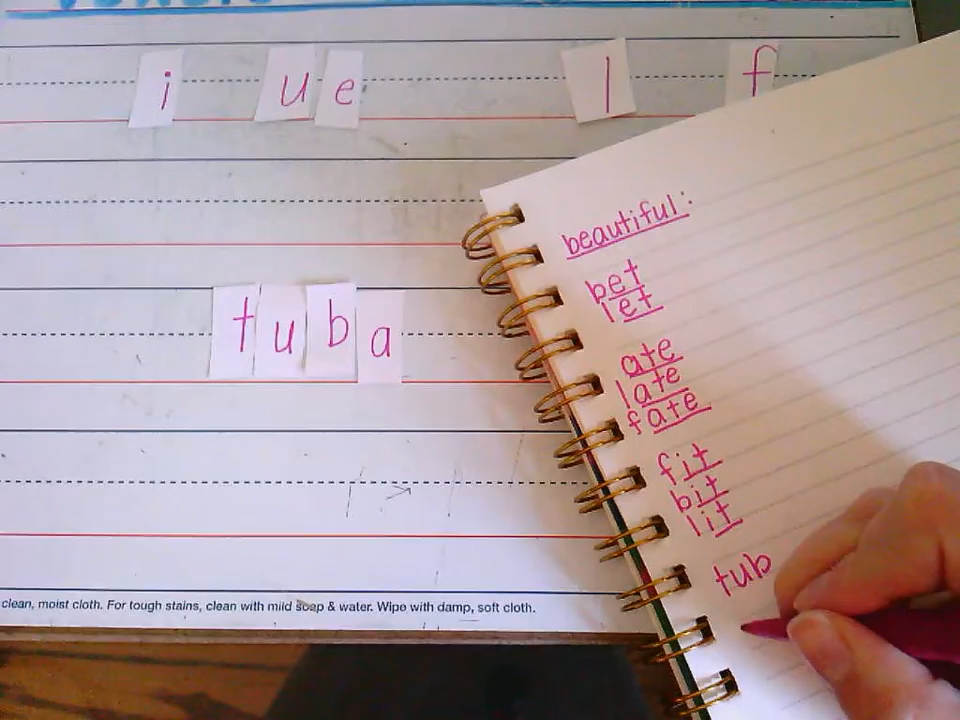 i u e l f
beautiful:
bet
let
ate
late
fate
fit
bit
lit
tub
tuba
clean, moist cloth. For tough stains, clean with mild soap & water. Wipe with damp, soft cloth.